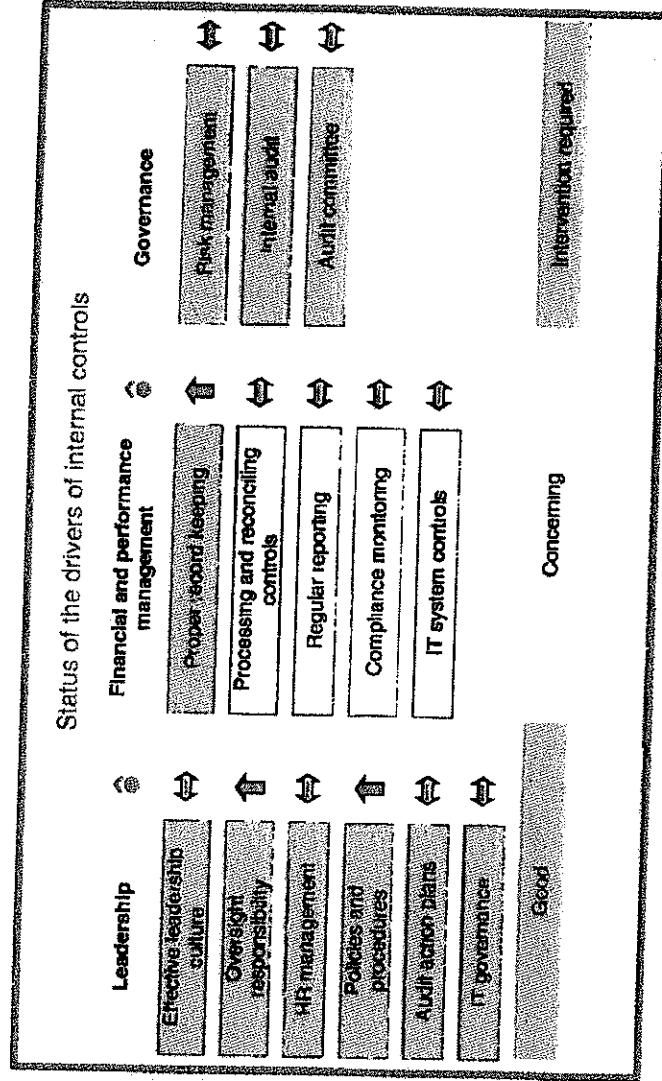 Status of the drivers of internal controls
Leadership
Effective leadership
culture
Oversight
responsibility
HR management
Policies and
procedures
Audit action plans
IT governance
Financial and performance
management
Proper record keeping
Processing and reconciling
controls
Regular reporting
Compliance monitoring
IT system controls
Governance
Risk management
Internal audit
Audit committee
Good
Concerning
Intervention required